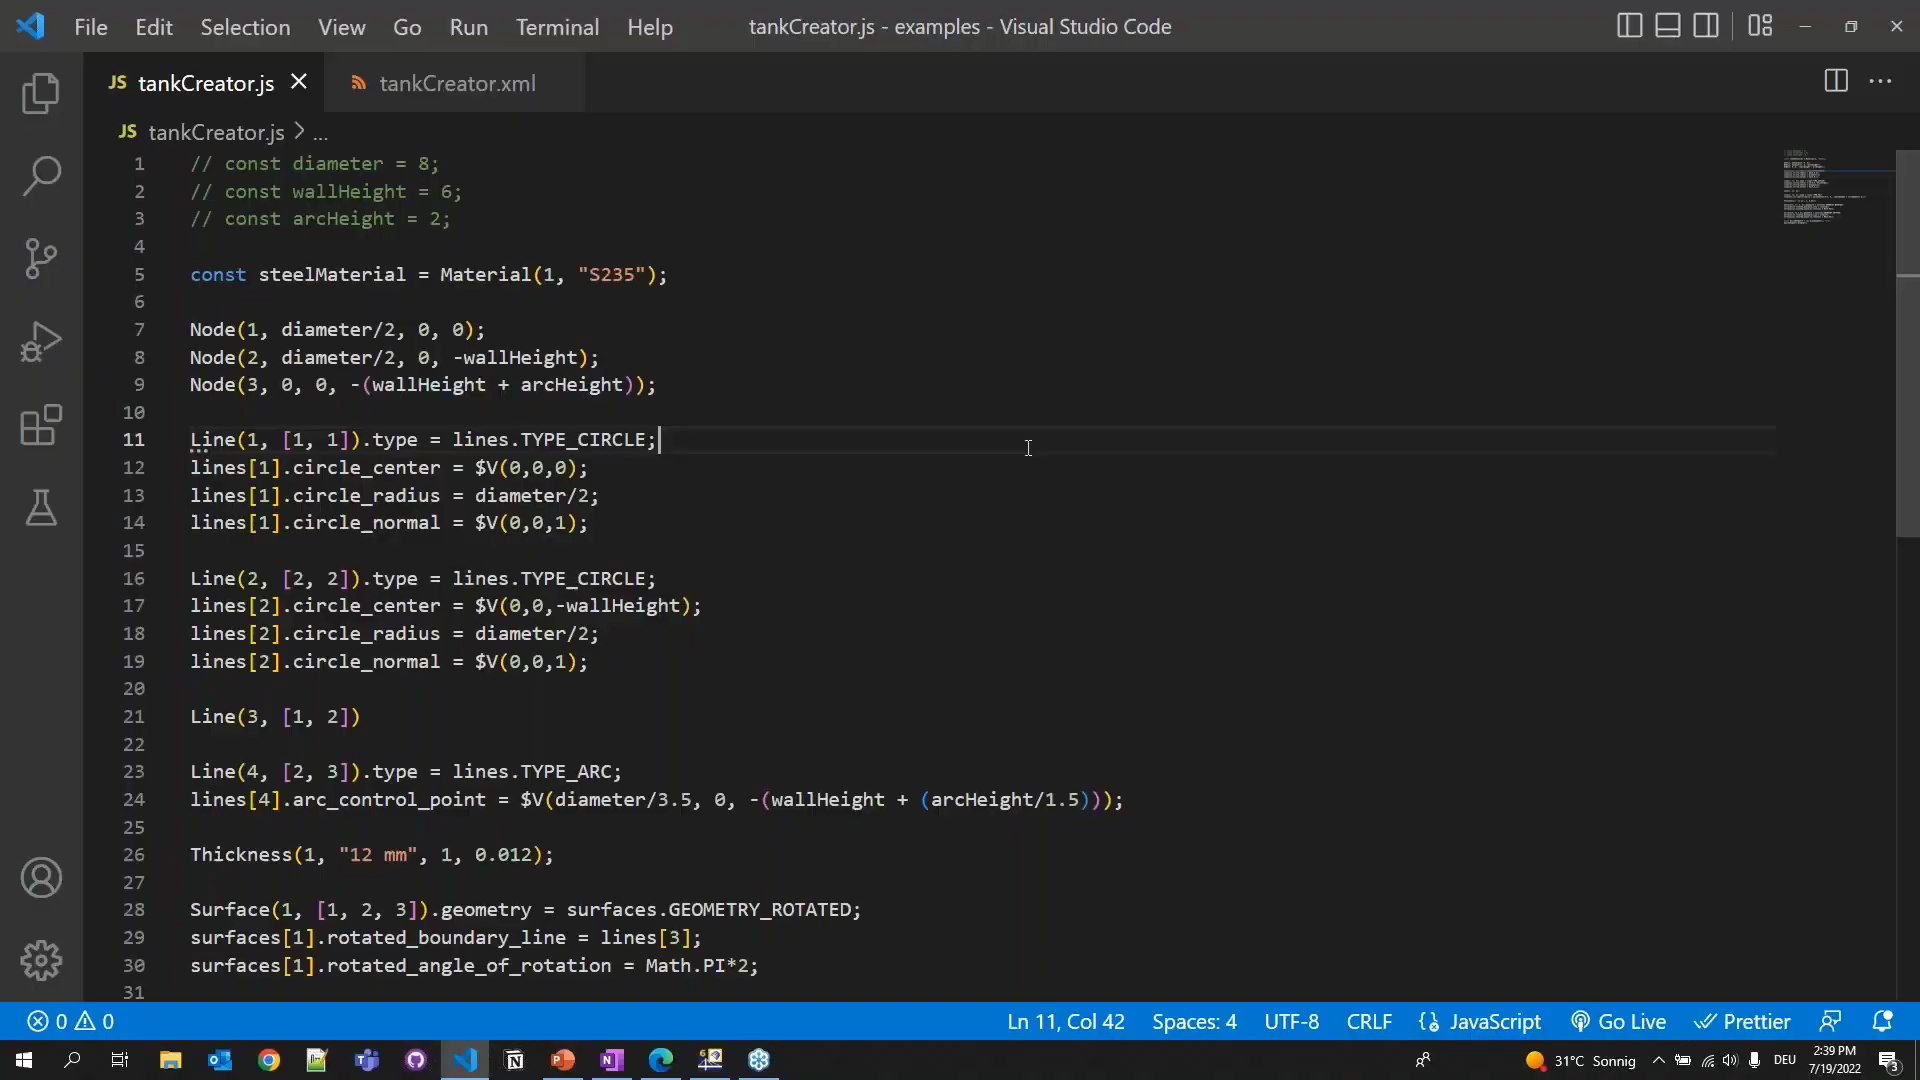 File Edit Selection View Go Run Terminal Help tankCreator.js - examples - Visual Studio Code
JS tankCreator.js tankCreator.xml
JS tankCreator.js > ...
1 // const diameter = 8;
2 // const wallHeight = 6;
3 // const arcHeight = 2;
4
5 const steelMaterial = Material(1, "S235");
6
7 Node(1, diameter/2, 0, 0);
8 Node(2, diameter/2, 0, -wallHeight);
9 Node(3, 0, 0, -(wallHeight + arcHeight));
10
11 Line(1, [1, 1]).type = lines.TYPE_CIRCLE;
12 lines[1].circle_center = $V(0,0,0);
13 lines[1].circle_radius = diameter/2;
14 lines[1].circle_normal = $V(0,0,1);
15
16 Line(2, [2, 2]).type = lines.TYPE_CIRCLE;
17 lines[2].circle_center = $V(0,0,-wallHeight);
18 lines[2].circle_radius = diameter/2;
19 lines[2].circle_normal = $V(0,0,1);
20
21 Line(3, [1, 2])
22
23 Line(4, [2, 3]).type = lines.TYPE_ARC;
24 lines[4].arc_control_point = $V(diameter/3.5, 0, -(wallHeight + (arcHeight/1.5)));
25
26 Thickness(1, "12 mm", 1, 0.012);
27
28 Surface(1, [1, 2, 3]).geometry = surfaces.GEOMETRY_ROTATED;
29 surfaces[1].rotated_boundary_line = lines[3];
30 surfaces[1].rotated_angle_of_rotation = Math.PI*2;
31
0 0 Ln 11, Col 42 Spaces: 4 UTF-8 CRLF JavaScript Go Live Prettier
31°C Sonnig DEU 2:39 PM
7/19/2022 3